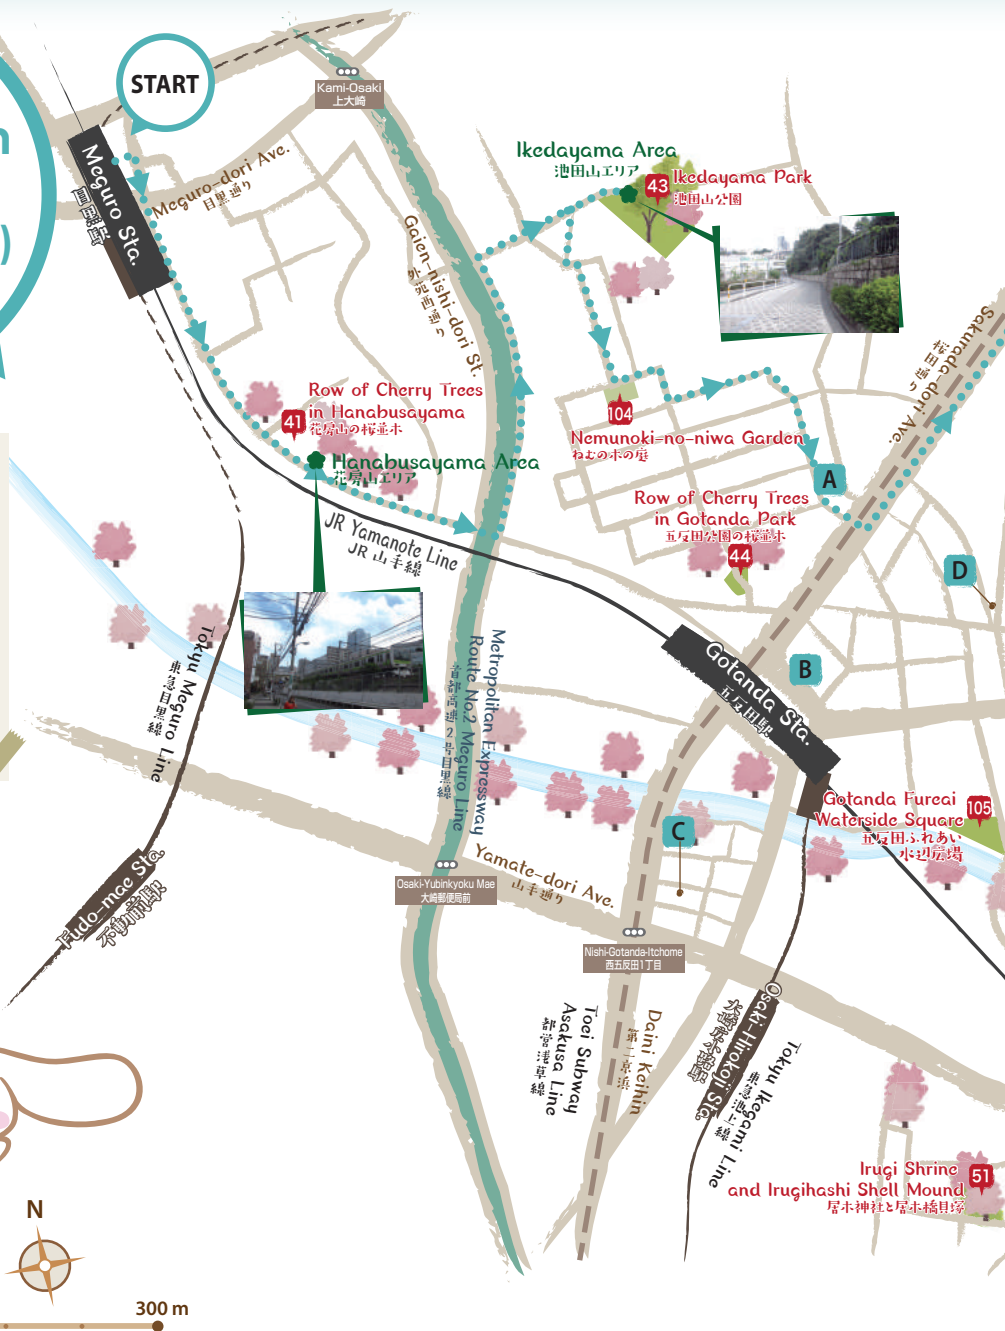 START
Kami-Osaki
上大崎
n
)
Meguro Sta.
目黒駅
Meguro-dori Ave.
目黒通り
Gaien-nishi-dori St.
外苑西通り
Ikedayama Area
池田山エリア
43
Ikedayama Park
池田山公園
Sakurada-dori Ave.
桜田通り
Row of Cherry Trees
in Hanabusayama
41
花房山の桜並木
Hanabusayama Area
花房山エリア
104
Nemunoki-no-niwa Garden
ねむの木の庭
A
Row of Cherry Trees
in Gotanda Park
五反田公園の桜並木
44
JR Yamanote Line
JR 山手線
D
B
Gotanda Sta.
五反田駅
Tokyu Meguro Line
東急目黒線
Metropolitan Expressway
Route No.2 Meguro Line
首都高速2号目黒線
C
Gotanda Fureai
Waterside Square
105
五反田ふれあい
水辺広場
Fudo-mae Sta.
不動前駅
Osaki-Yubinkyoku Mae
大崎郵便局前
Yamate-dori Ave.
山手通り
Nishi-Gotanda-Itchome
西五反田1丁目
Toei Subway
Asakusa Line
都営浅草線
Daini Keihin
第二京浜
Osaki-Hirokoji Sta.
大崎広小路駅
Tokyu Ikegami Line
東急池上線
Irugi Shrine
and Irugihashi Shell Mound
51
居木神社と居木橋貝塚
N
300 m